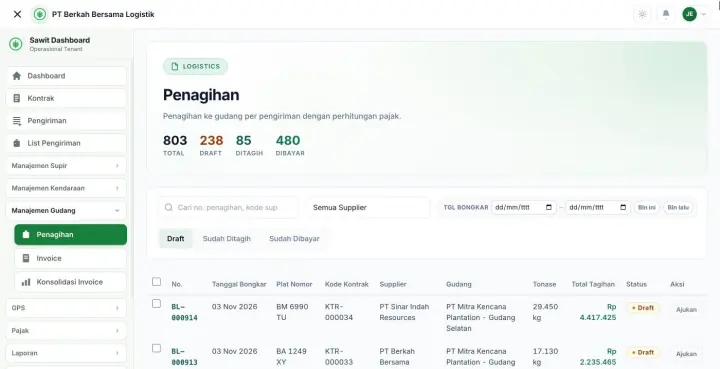 PT Berkah Bersama Logistik
JE
Sawit Dashboard
Operasional Tenant
Dashboard
Kontrak
Pengiriman
List Pengiriman
Manajemen Supir
Manajemen Kendaraan
Manajemen Gudang
Penagihan
Invoice
Konsolidasi Invoice
GPS
Pajak
Laporan
LOGISTICS
Penagihan
Penagihan ke gudang per pengiriman dengan perhitungan pajak.
803 238 85 480
TOTAL DRAFT DITAGIH DIBAYAR
Cari no. penagihan, kode sup
Semua Supplier
TGL BONGKAR dd/mm/tttt – dd/mm/tttt Bln ini Bln lalu
Draft Sudah Ditagih Sudah Dibayar
No. Tanggal Bongkar Plat Nomor Kode Kontrak Supplier Gudang Tonase Total Tagihan Status Aksi
BL- 03 Nov 2026 BM 6990 KTR- PT Sinar Indah PT Mitra Kencana 29.450 Rp Draft Ajukan
000914 TU 000034 Resources Plantation - Gudang kg 4.417.425
Selatan
BL- 03 Nov 2026 BA 1249 KTR- PT Berkah PT Mitra Kencana 17.130 Rp Draft Ajukan
000913 XY 000033 Bersama Plantation - Gudang kg 2.235.465